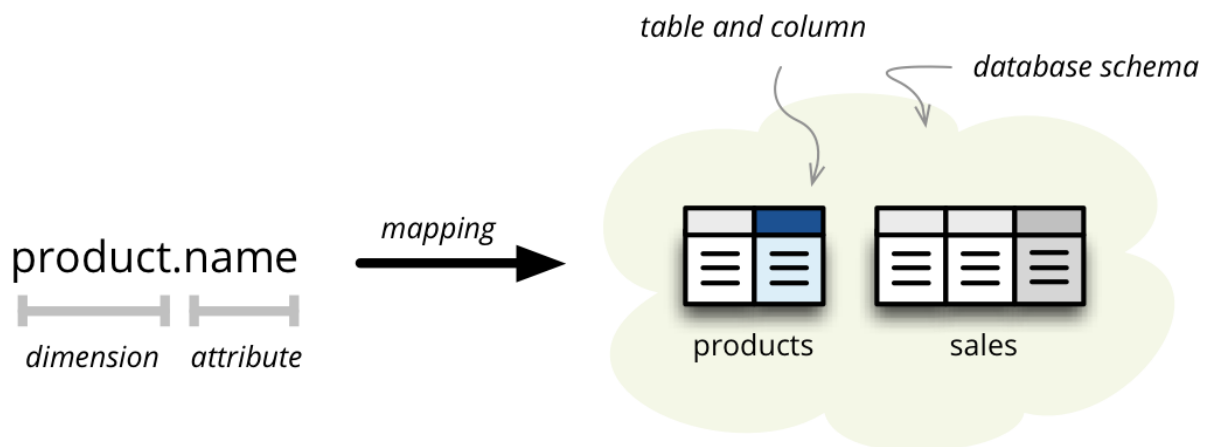 table and column
database schema
mapping
product.name
dimension attribute
products sales